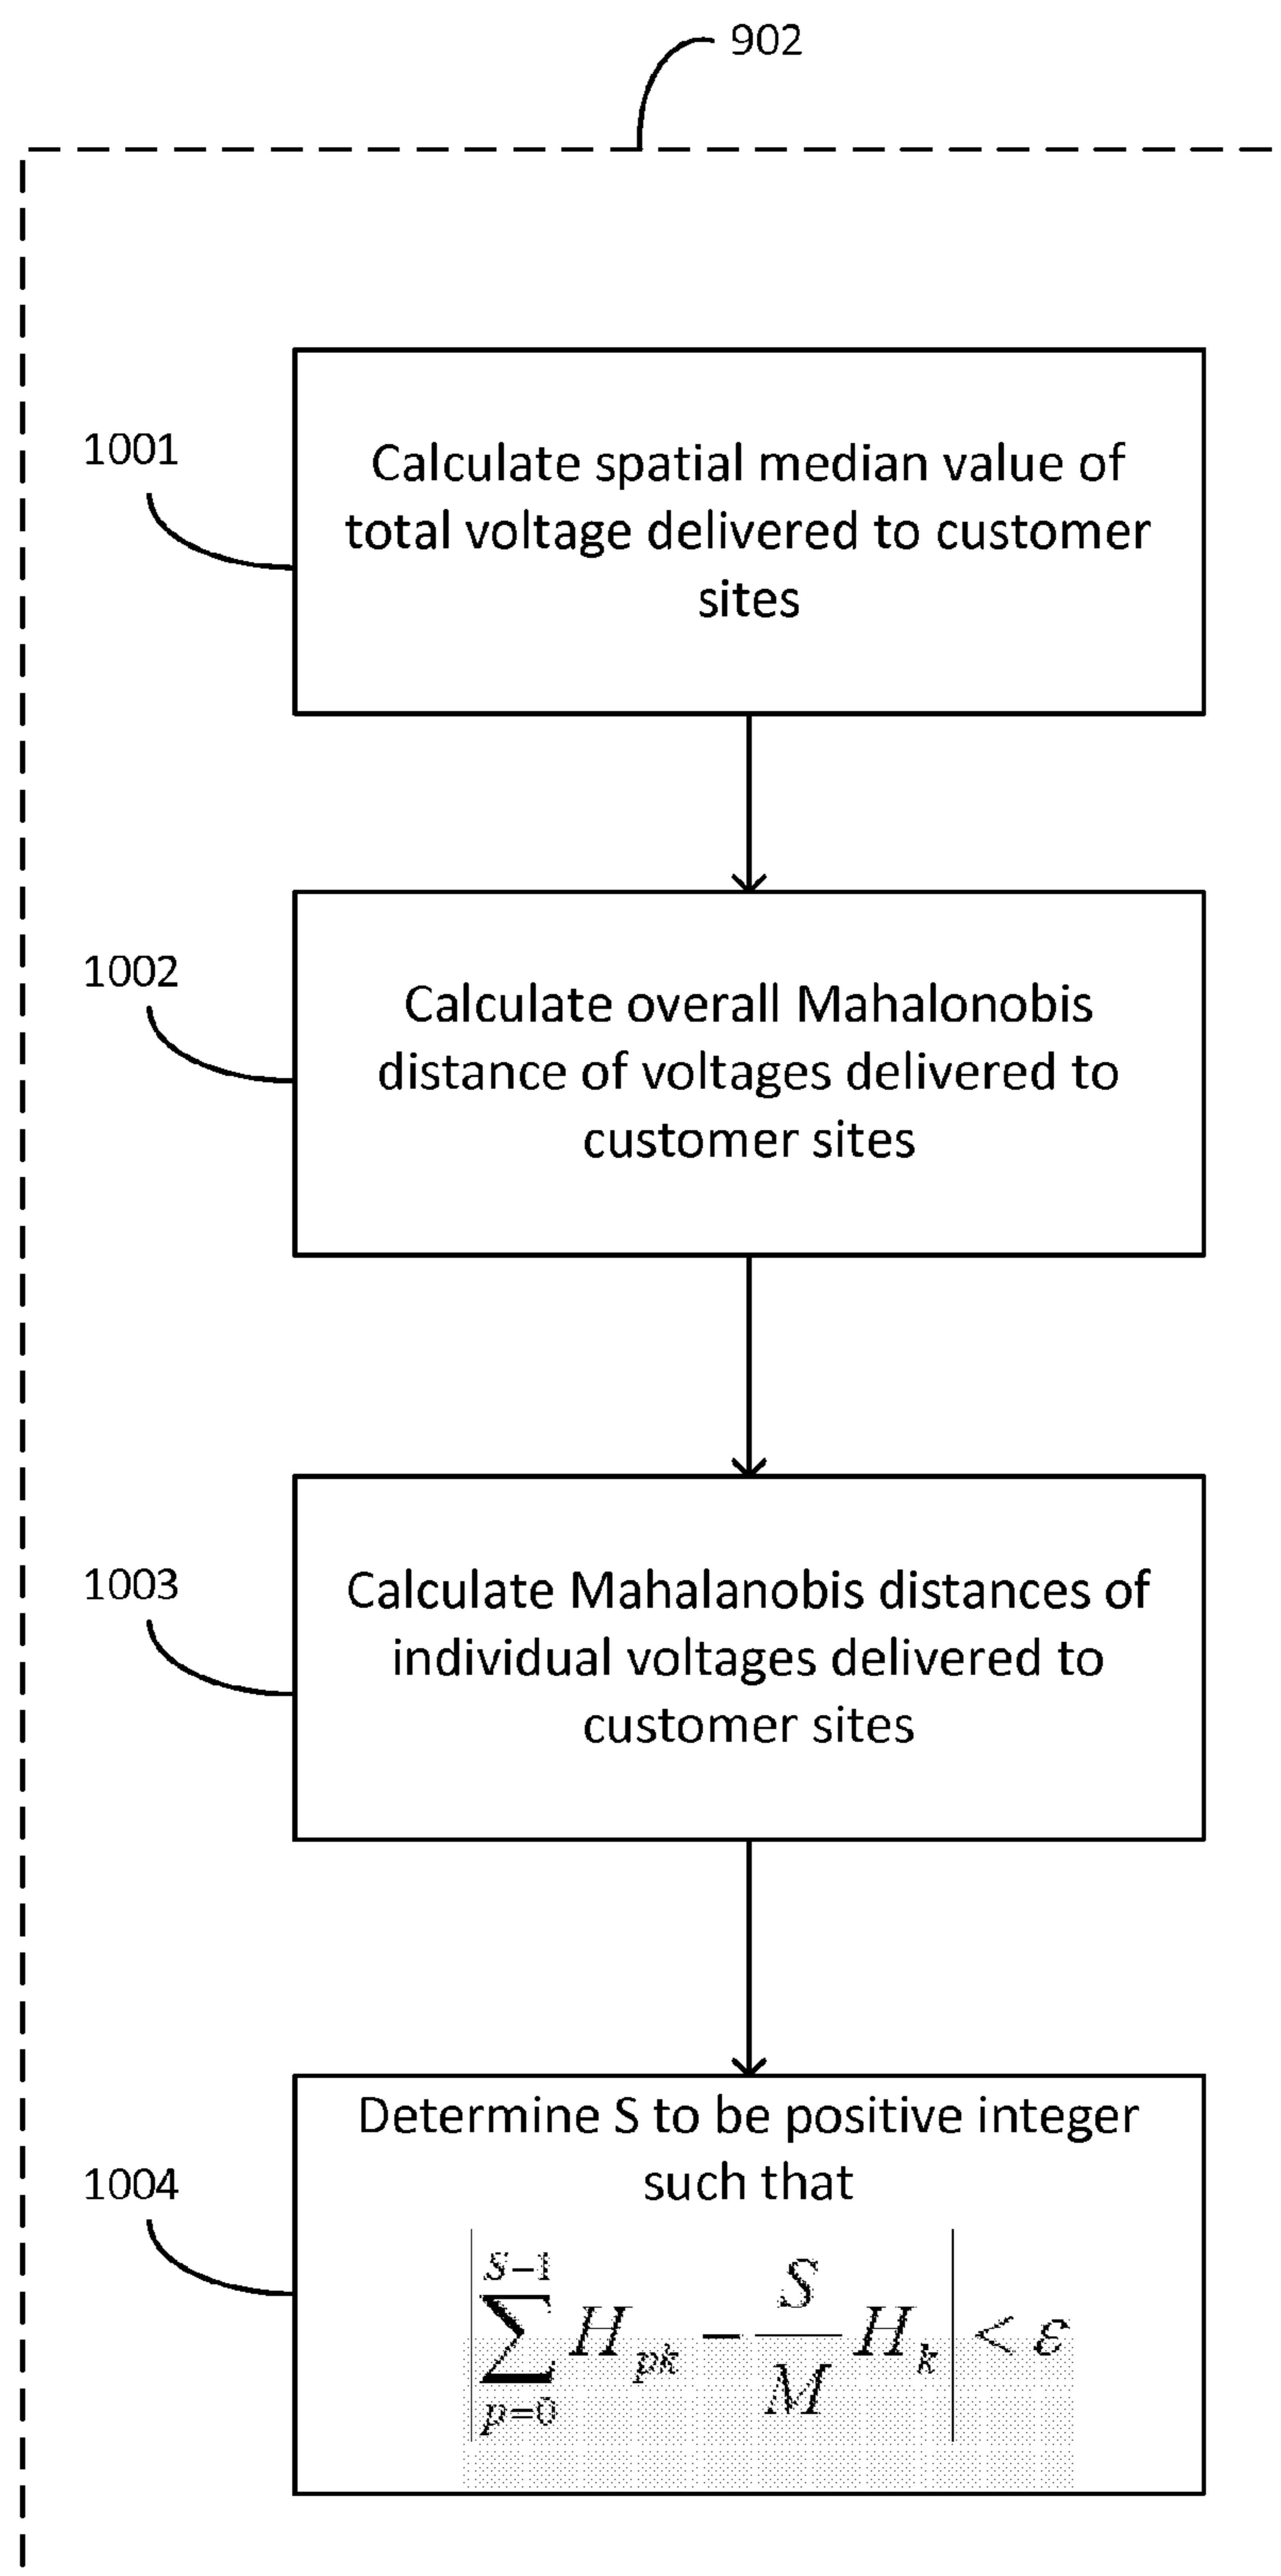 902
1001
Calculate spatial median value of
total voltage delivered to customer
sites
1002
Calculate overall Mahalonobis
distance of voltages delivered to
customer sites
1003
Calculate Mahalanobis distances of
individual voltages delivered to
customer sites
1004
Determine S to be positive integer
such that
|∑_{p=0}^{S−1} H_{pk} − (S/M) H_k| < ε